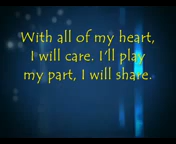 With all of my heart,
I will care. I'll play
my part, I will share.